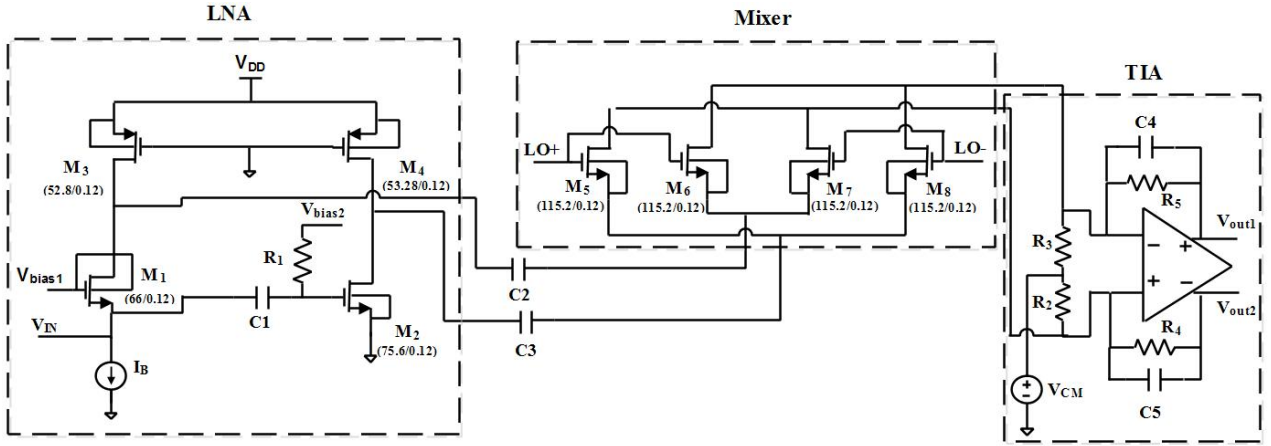 LNA
Mixer
TIA
V_DD
M_3
(52.8/0.12)
M_4
(53.28/0.12)
V_bias1
M_1
(66/0.12)
V_IN
I_B
V_bias2
R_1
C1
M_2
(75.6/0.12)
C2
C3
LO+
LO-
M_5
(115.2/0.12)
M_6
(115.2/0.12)
M_7
(115.2/0.12)
M_8
(115.2/0.12)
C4
R_5
R_3
R_2
− +
+ −
V_out1
V_out2
R_4
C5
+
−
V_CM